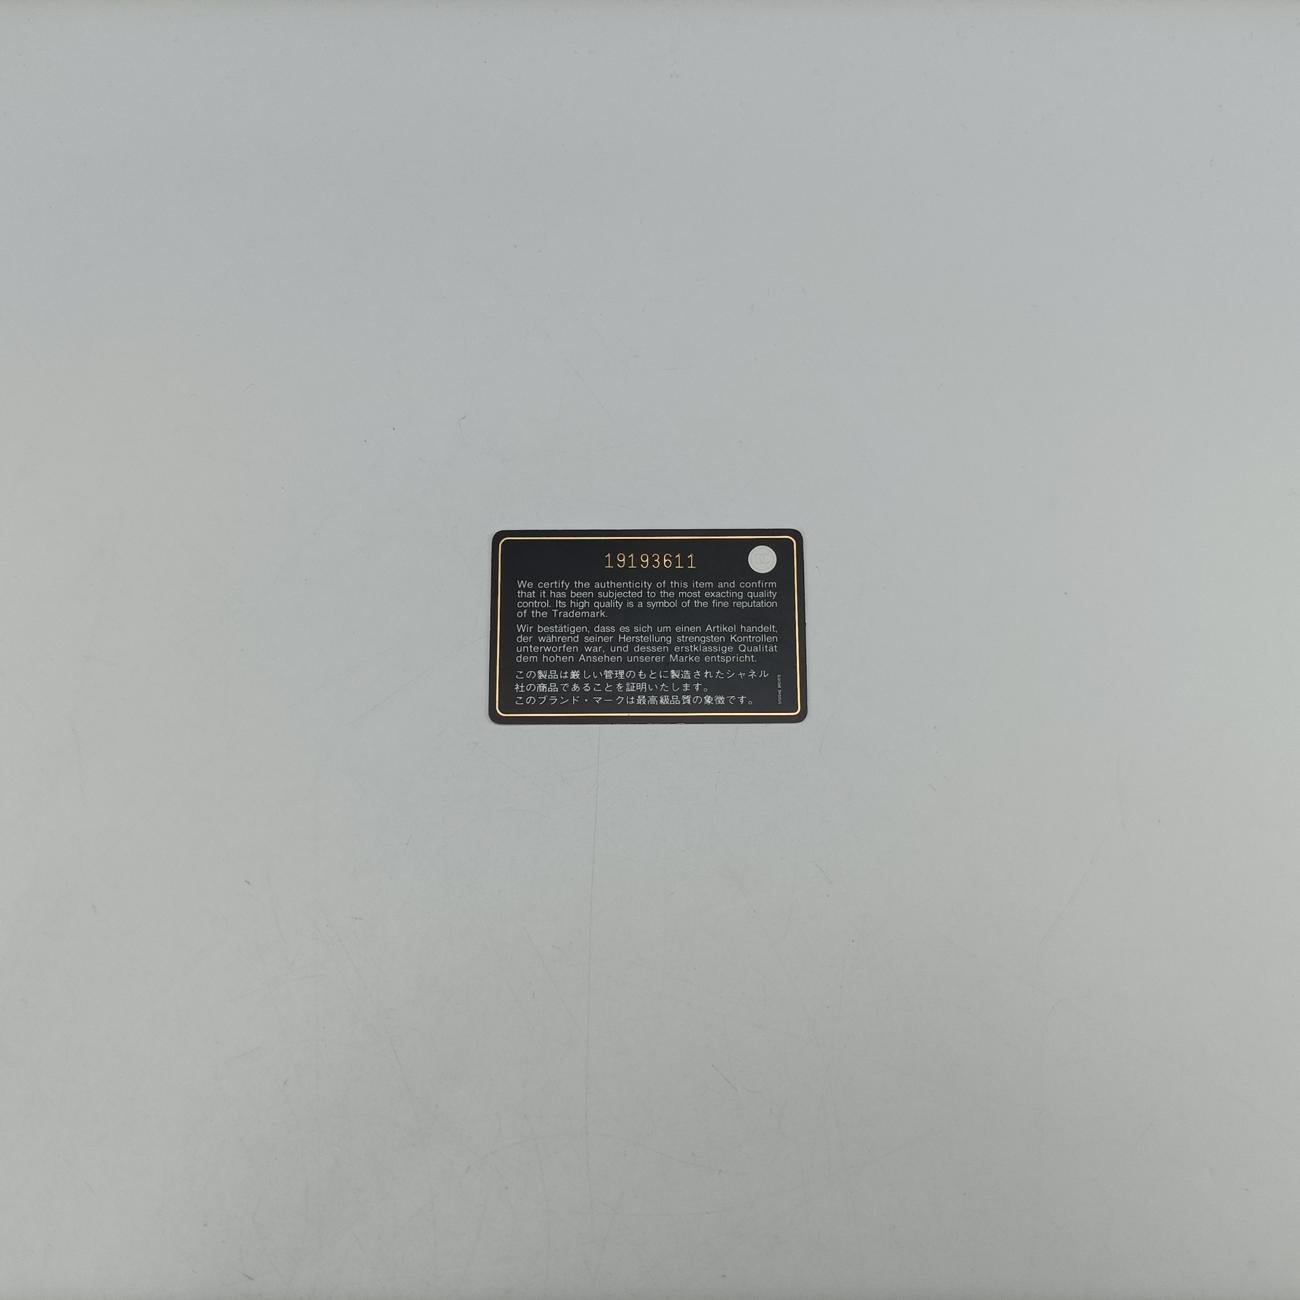 19193611
We certify the authenticity of this item and confirm
that it has been subjected to the most exacting quality
control. Its high quality is a symbol of the fine reputation
of the Trademark.
Wir bestätigen, dass es sich um einen Artikel handelt,
der während seiner Herstellung strengsten Kontrollen
unterworfen war, und dessen erstklassige Qualität
dem hohen Ansehen unserer Marke entspricht.
この製品は厳しい管理のもとに製造されたシャネル
社の商品であることを証明いたします。
このブランド・マークは最高級品質の象徴です。